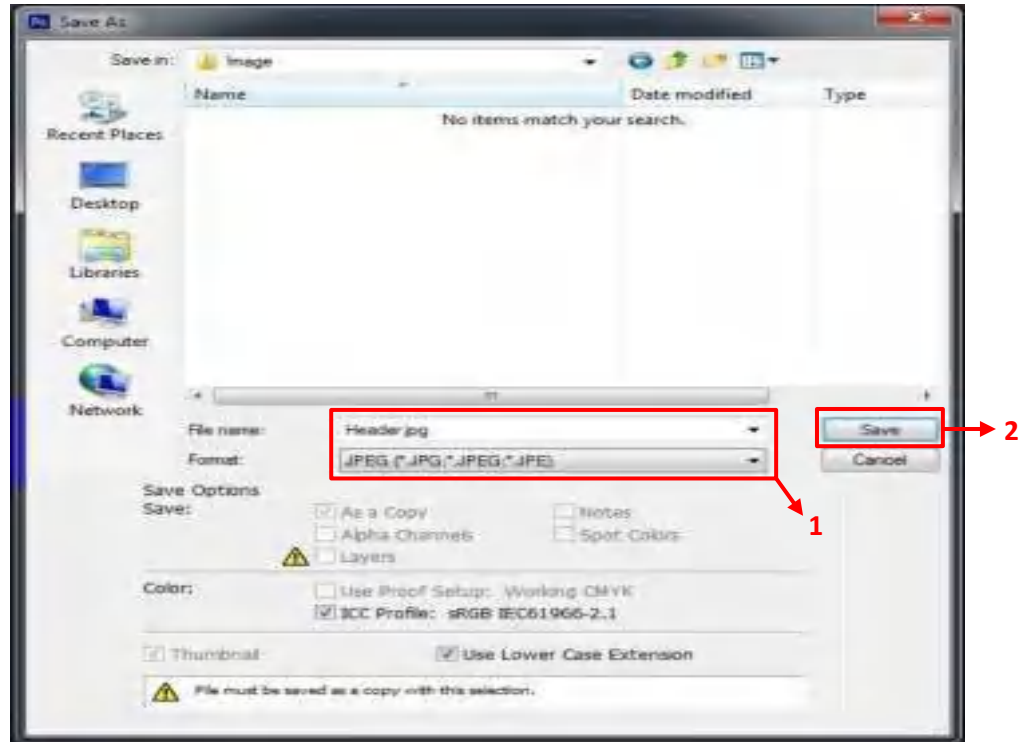 Save As
Save in: Image
Name Date modified Type
No items match your search.
Recent Places
Desktop
Libraries
Computer
Network
File name: Header.jpg Save 2
Format: JPEG (*.JPG;*.JPEG;*.JPE) Cancel
Save Options
Save: As a Copy Notes
1
Alpha Channels Spot Colors
Layers
Color: Use Proof Setup: Working CMYK
ICC Profile: sRGB IEC61966-2.1
Thumbnail Use Lower Case Extension
File must be saved as a copy with this selection.